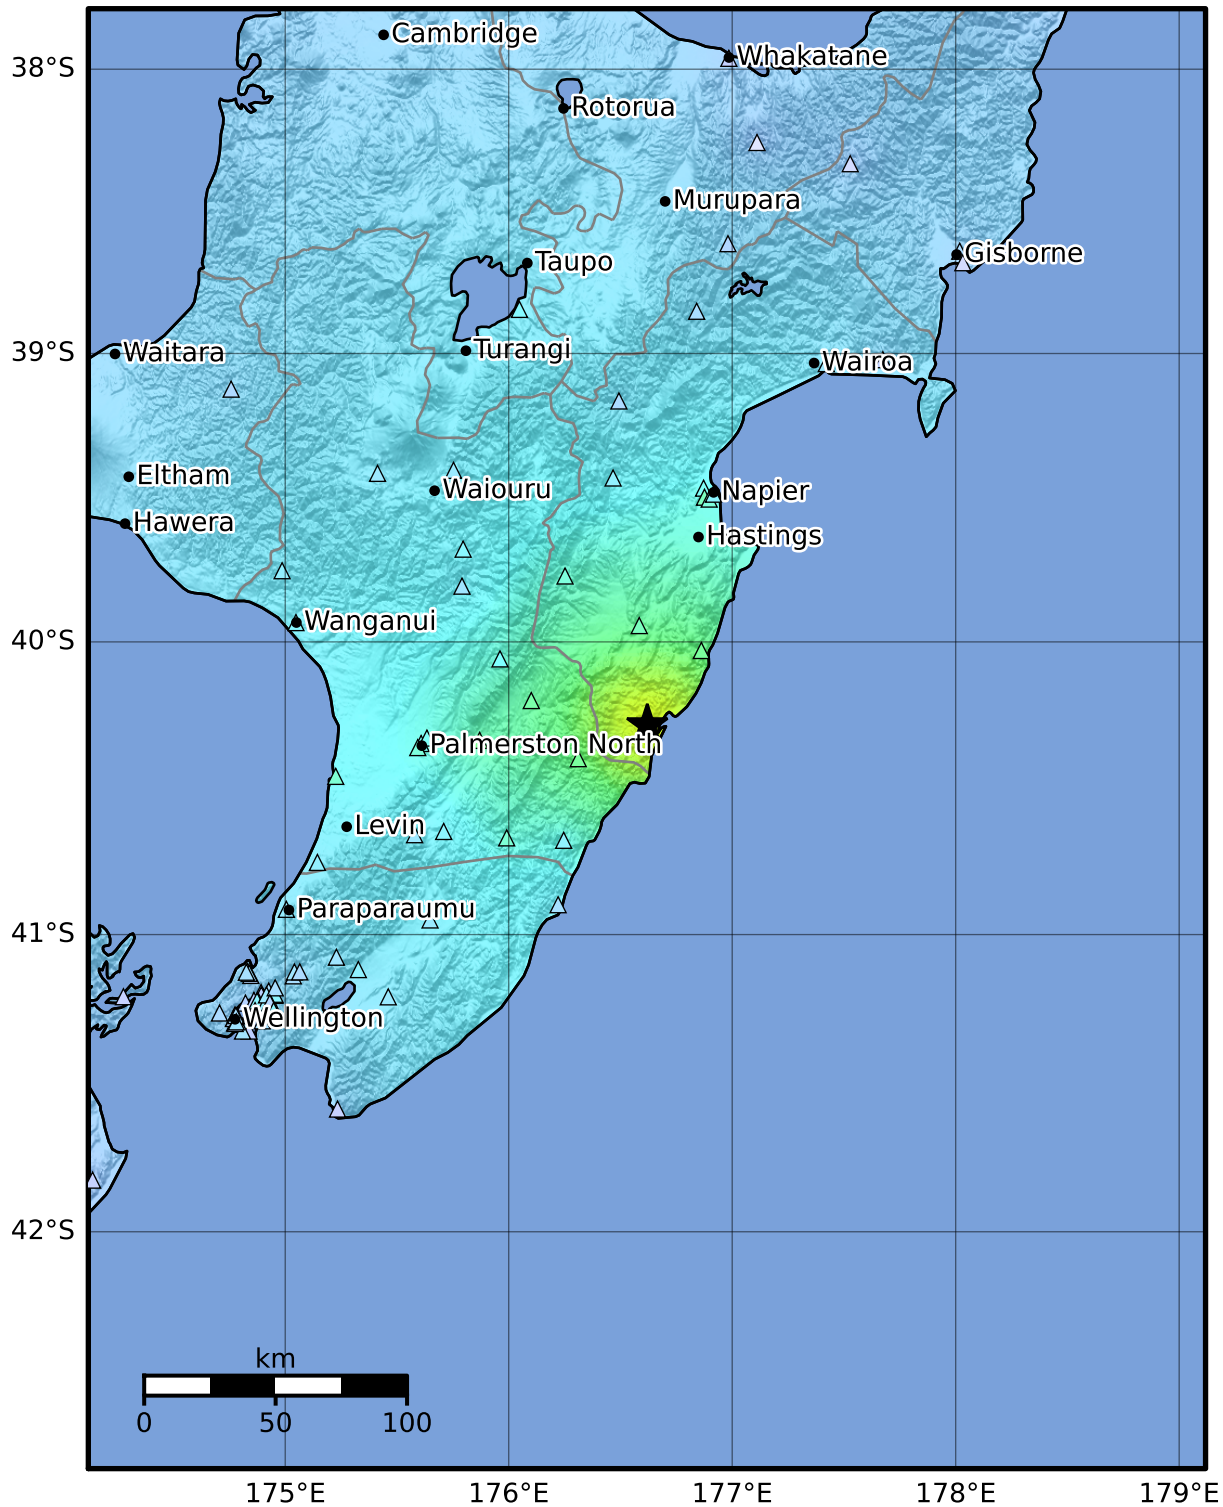 Cambridge
Whakatane
38°S
Rotorua
Murupara
Gisborne
Taupo
Turangi
39°S
Waitara
Wairoa
Eltham
Waiouru
Napier
Hawera
Hastings
Wanganui
40°S
Palmerston North
Levin
Paraparaumu
41°S
Wellington
42°S
km
0 50 100
175°E 176°E 177°E 178°E 179°E